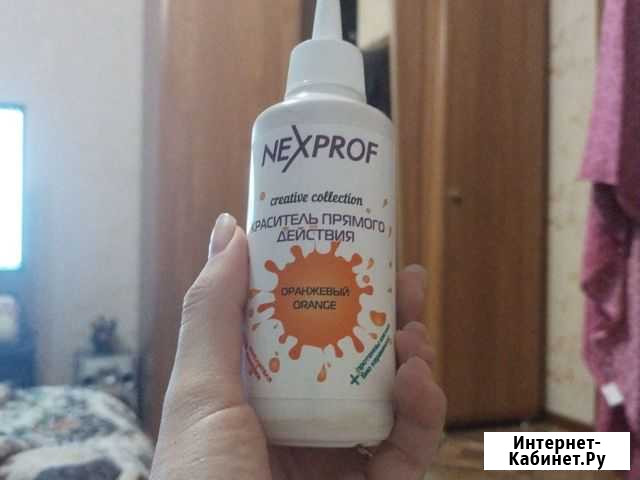 NEXPROF
creative collection
КРАСИТЕЛЬ ПРЯМОГО
ДЕЙСТВИЯ
ОРАНЖЕВЫЙ
ORANGE
Интернет-
Кабинет.Ру